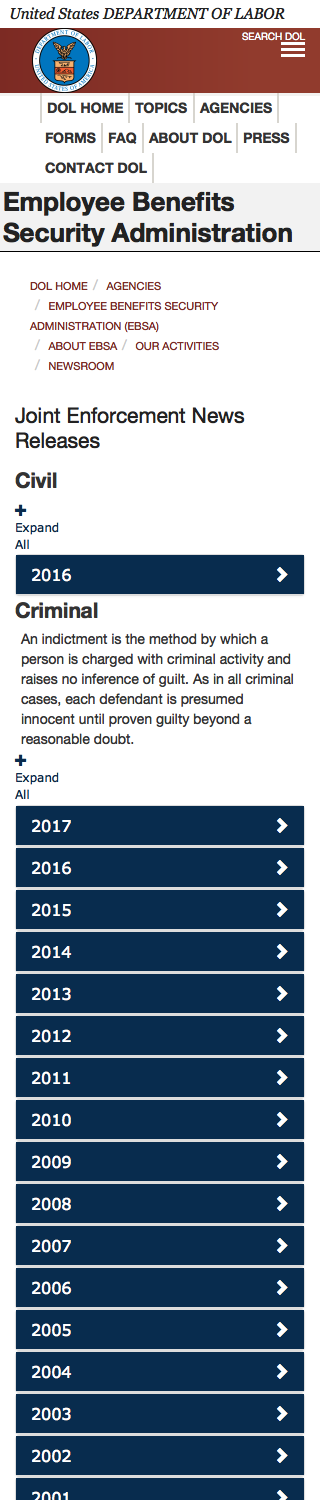 United States DEPARTMENT OF LABOR
SEARCH DOL
DOL HOME TOPICS AGENCIES
FORMS FAQ ABOUT DOL PRESS
CONTACT DOL
Employee Benefits
Security Administration
DOL HOME / AGENCIES
/ EMPLOYEE BENEFITS SECURITY
ADMINISTRATION (EBSA)
/ ABOUT EBSA / OUR ACTIVITIES
/ NEWSROOM
Joint Enforcement News
Releases
Civil
Expand
All
2016
Criminal
An indictment is the method by which a
person is charged with criminal activity and
raises no inference of guilt. As in all criminal
cases, each defendant is presumed
innocent until proven guilty beyond a
reasonable doubt.
Expand
All
2017
2016
2015
2014
2013
2012
2011
2010
2009
2008
2007
2006
2005
2004
2003
2002
2001